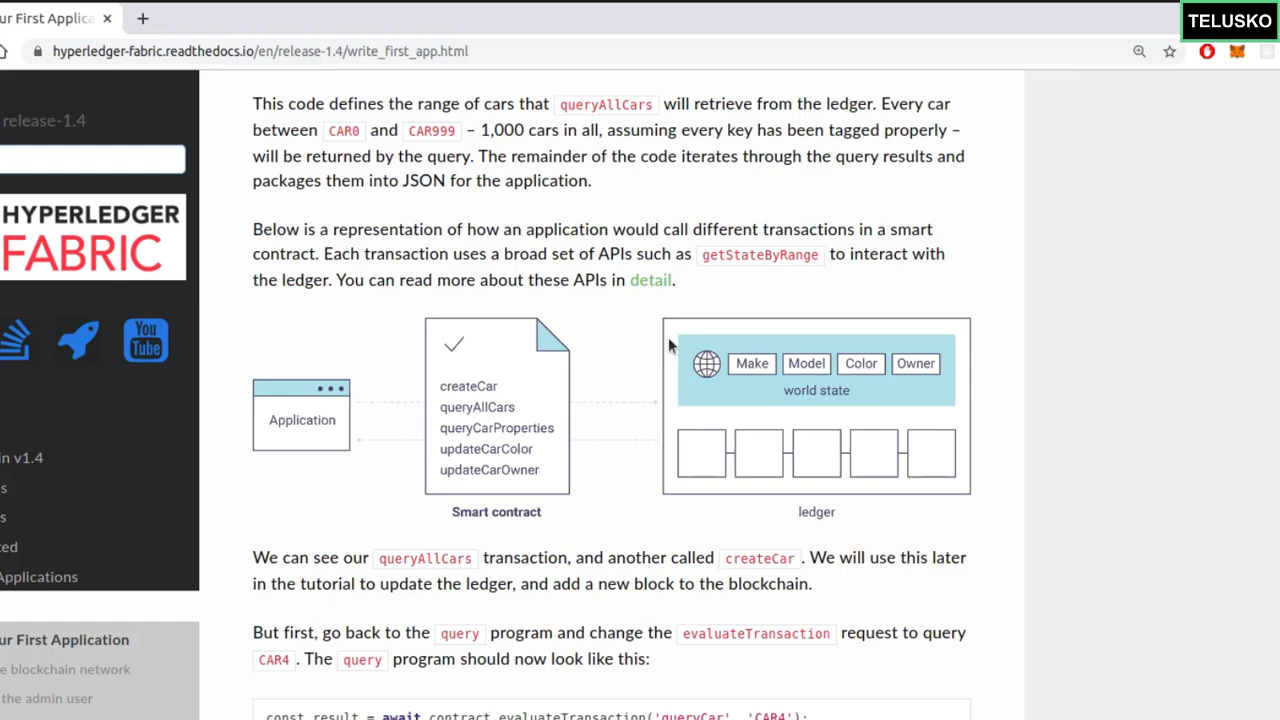 ur First Applica
TELUSKO
hyperledger-fabric.readthedocs.io/en/release-1.4/write_first_app.html
release-1.4
HYPERLEDGER
FABRIC
You
Tube
in v1.4
s
s
ted
Applications
ur First Application
e blockchain network
the admin user
This code defines the range of cars that queryAllCars will retrieve from the ledger. Every car
between CAR0 and CAR999 – 1,000 cars in all, assuming every key has been tagged properly –
will be returned by the query. The remainder of the code iterates through the query results and
packages them into JSON for the application.
Below is a representation of how an application would call different transactions in a smart
contract. Each transaction uses a broad set of APIs such as getStateByRange to interact with
the ledger. You can read more about these APIs in detail.
Application
createCar
queryAllCars
queryCarProperties
updateCarColor
updateCarOwner
Smart contract
Make Model Color Owner
world state
ledger
We can see our queryAllCars transaction, and another called createCar. We will use this later
in the tutorial to update the ledger, and add a new block to the blockchain.
But first, go back to the query program and change the evaluateTransaction request to query
CAR4. The query program should now look like this:
const result = await contract.evaluateTransaction('queryCar', 'CAR4');